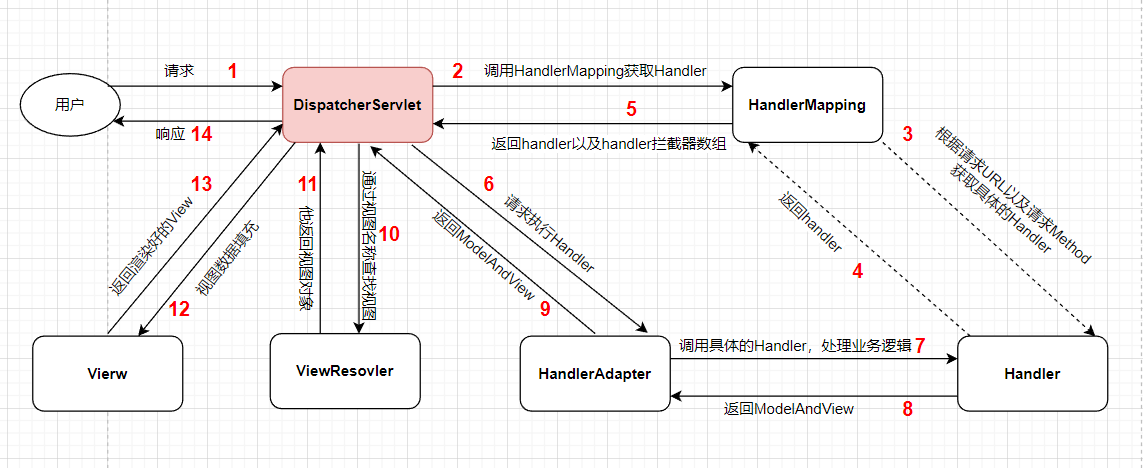 请求
1
用户
响应
14
DispatcherServlet
2
调用HandlerMapping获取Handler
5
返回handler以及handler拦截器数组
HandlerMapping
3
根据请求URL以及请求Method
获取具体的Handler
返回handler
4
6
请求执行Handler
返回ModelAndView
9
通过视图名称查找视图
10
11
他返回视图对象
13
返回渲染好的View
视图数据填充
12
Vierw
ViewResovler
HandlerAdapter
调用具体的Handler，处理业务逻辑
7
返回ModelAndView
8
Handler